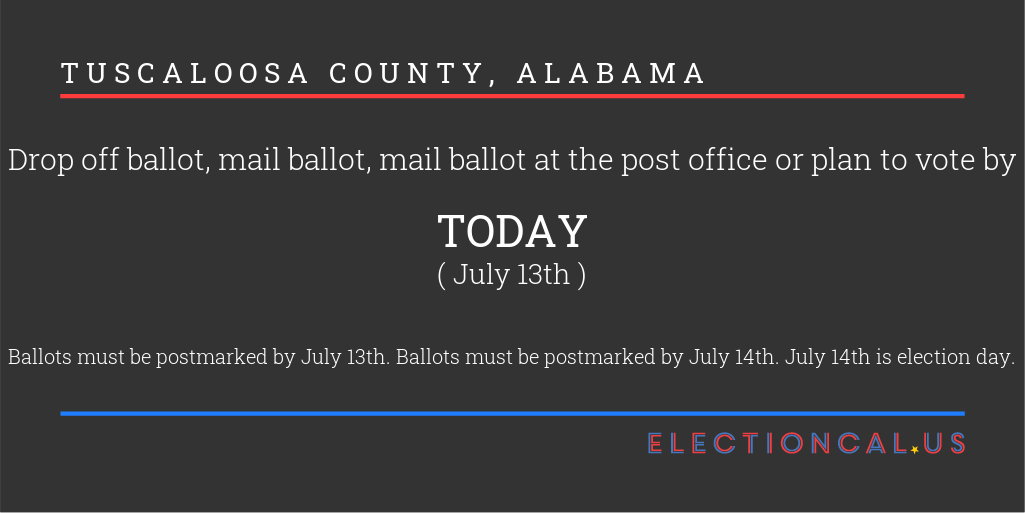 TUSCALOOSA COUNTY, ALABAMA
Drop off ballot, mail ballot, mail ballot at the post office or plan to vote by
TODAY
( July 13th )
Ballots must be postmarked by July 13th. Ballots must be postmarked by July 14th. July 14th is election day.
ELECTIONCAL.US